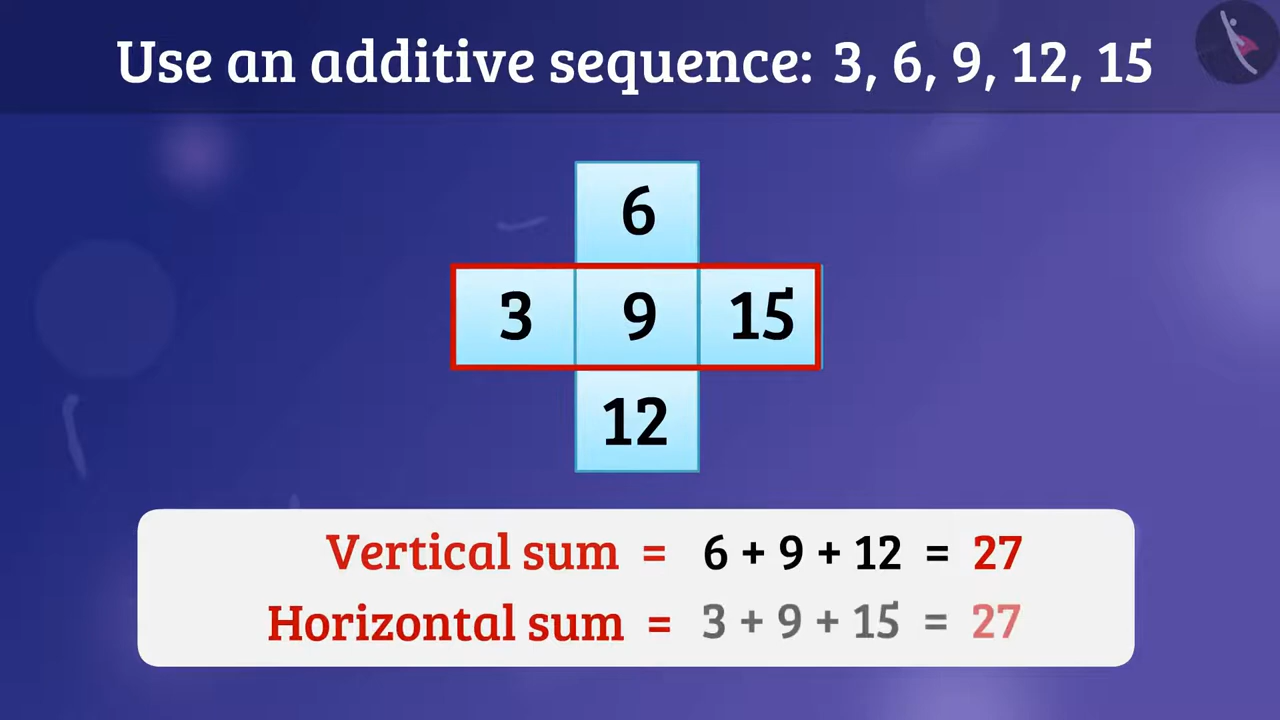 Use an additive sequence: 3, 6, 9, 12, 15
6
3 9 15
12
Vertical sum = 6 + 9 + 12 = 27
Horizontal sum = 3 + 9 + 15 = 27